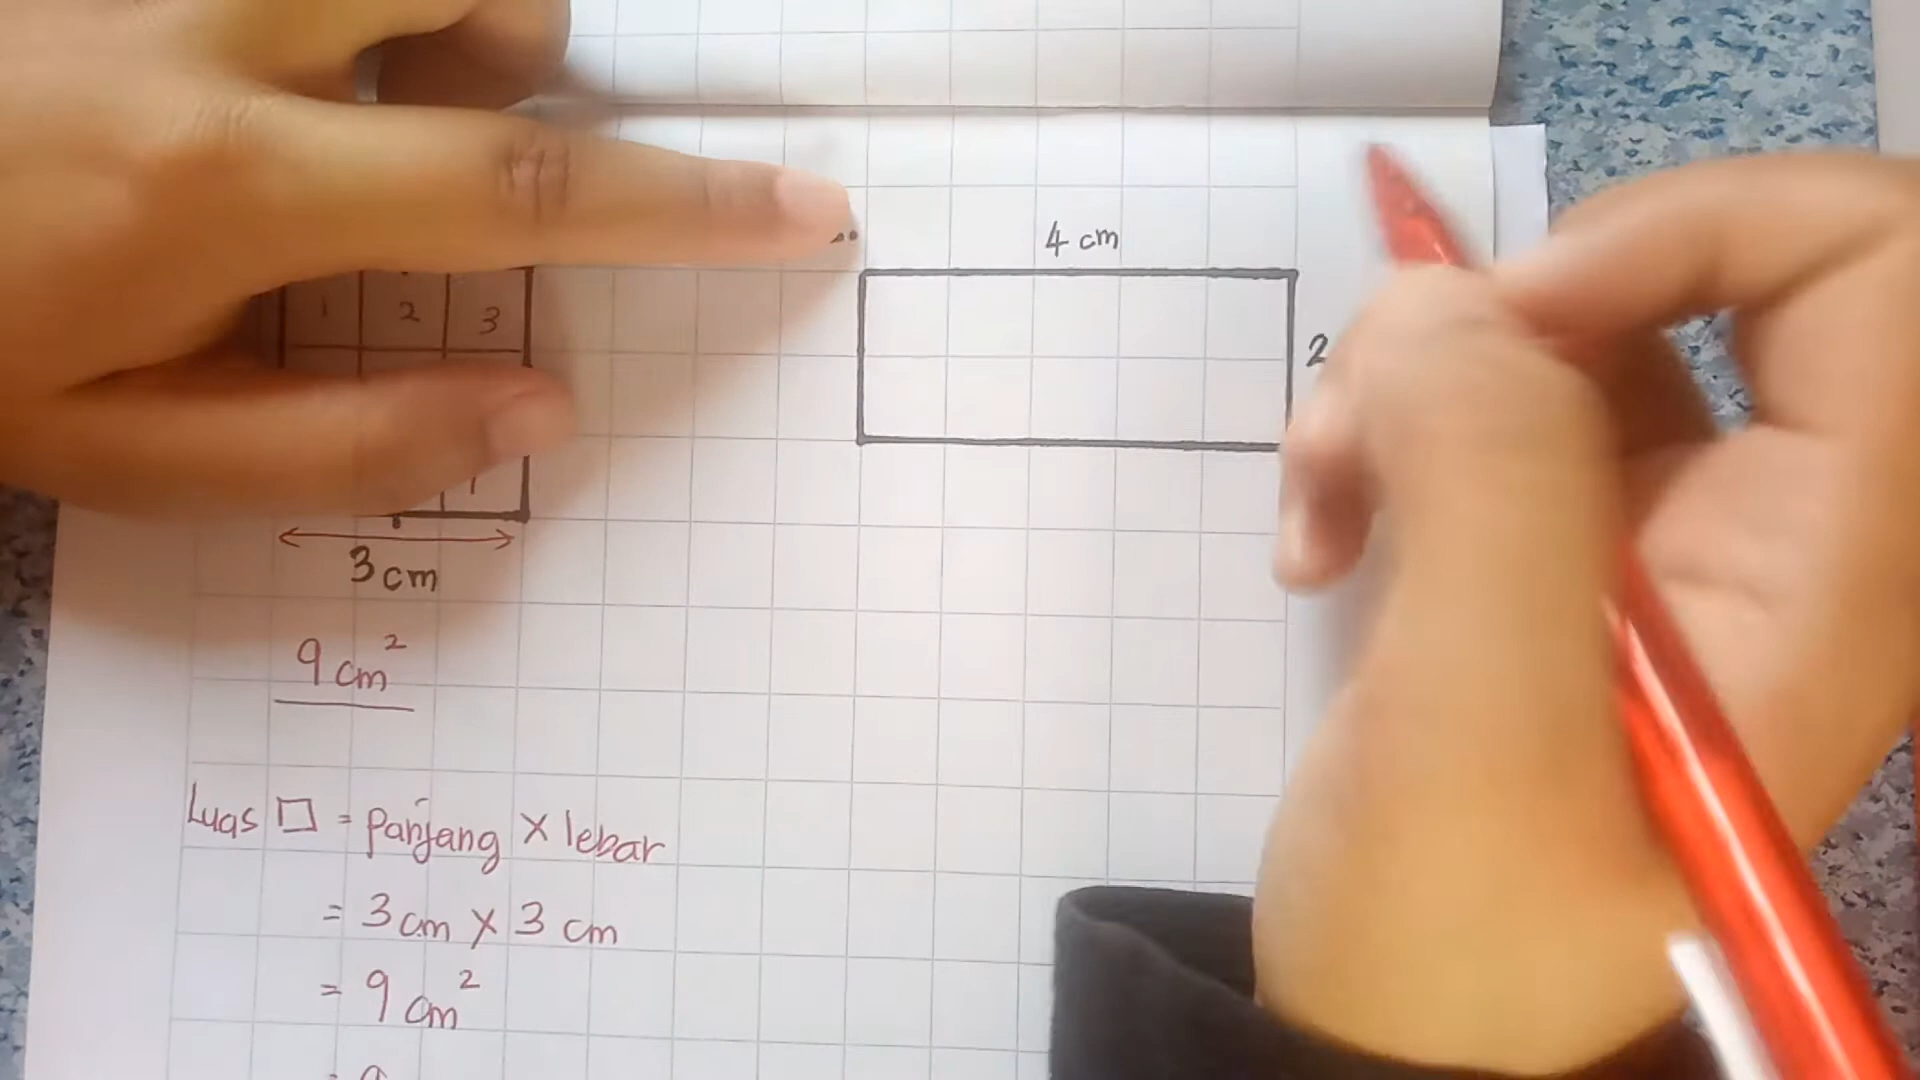 4 cm
1 2 3
2
3 cm
9 cm²
Luas □ = panjang × lebar
= 3 cm × 3 cm
= 9 cm²